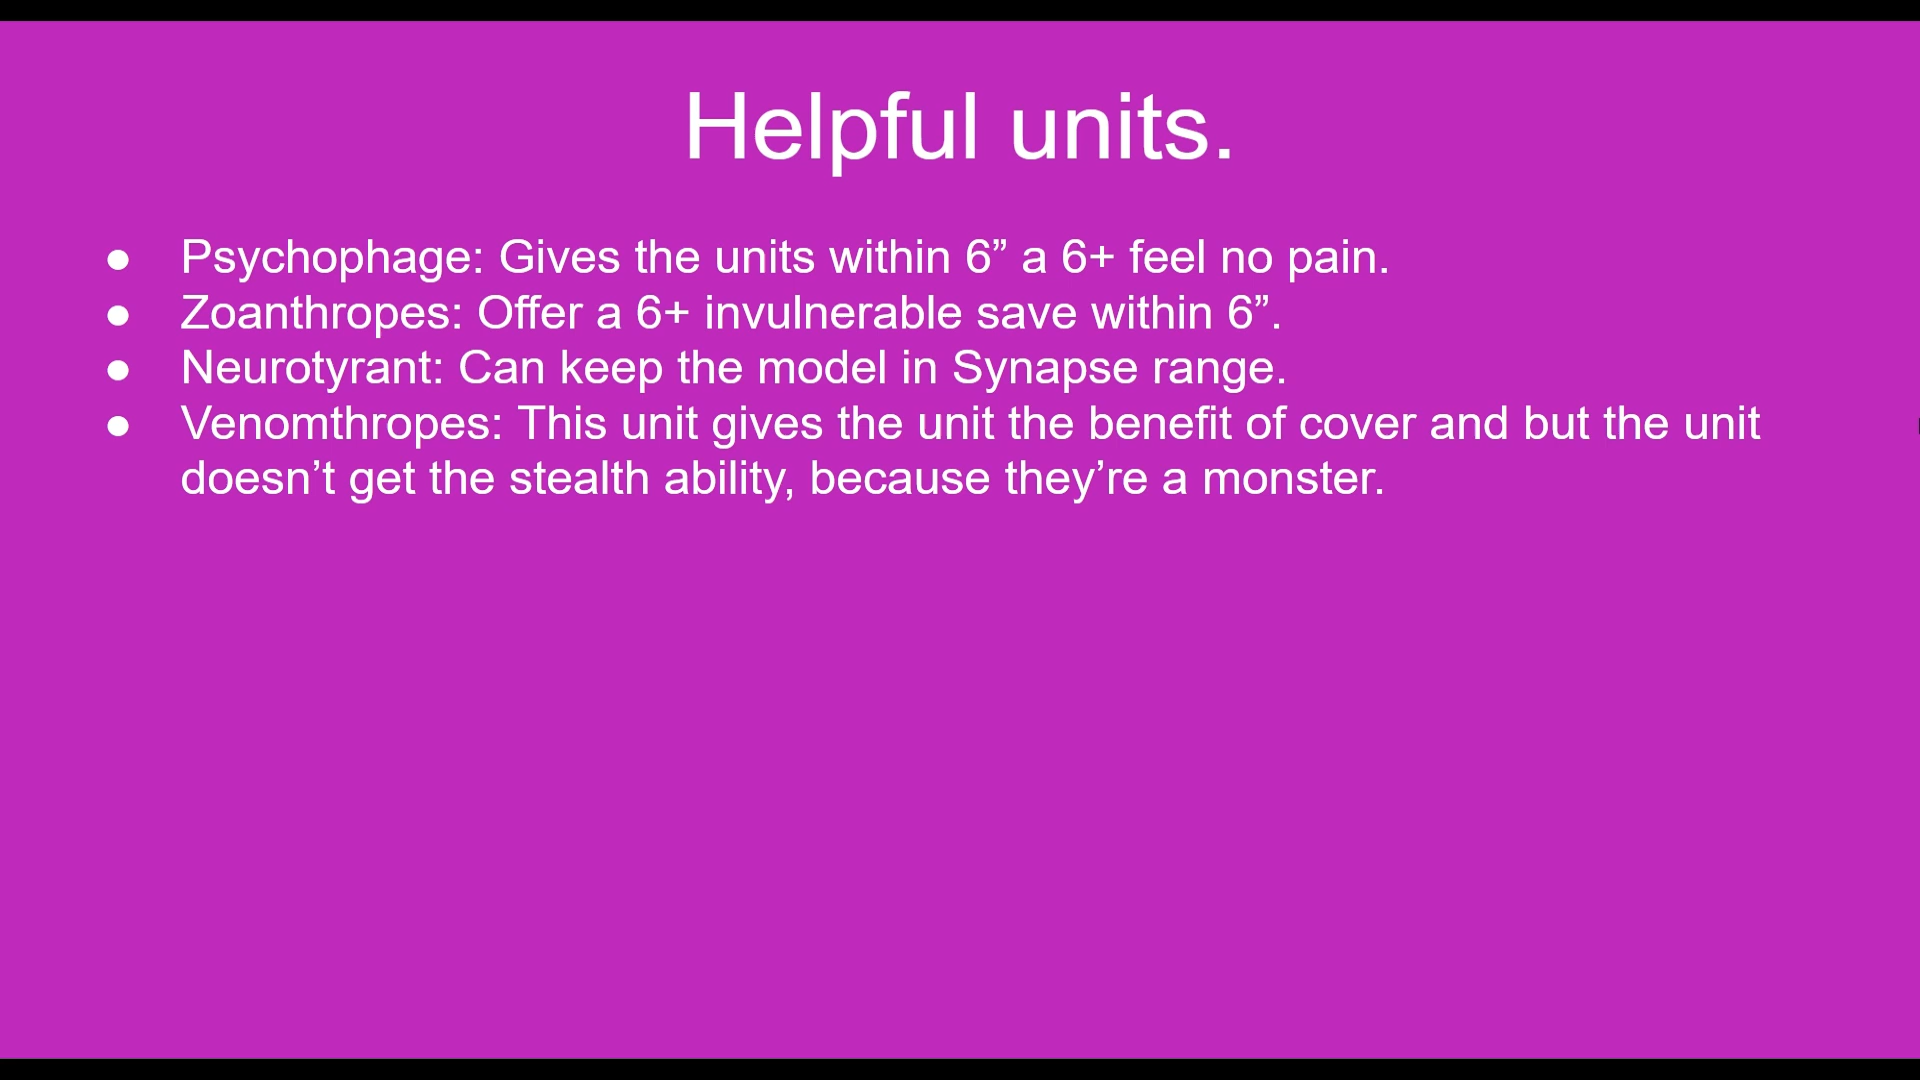 Helpful units.
● Psychophage: Gives the units within 6” a 6+ feel no pain.
● Zoanthropes: Offer a 6+ invulnerable save within 6”.
● Neurotyrant: Can keep the model in Synapse range.
● Venomthropes: This unit gives the unit the benefit of cover and but the unit
doesn’t get the stealth ability, because they’re a monster.